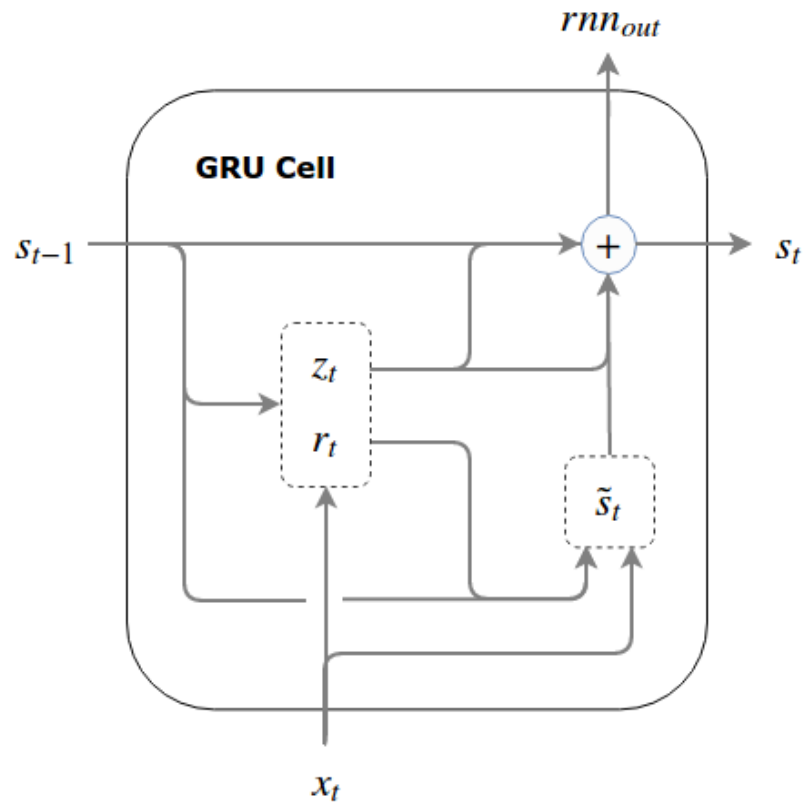 rnn_out
GRU Cell
s_{t−1}
+
s_t
z_t
r_t
s̃_t
x_t